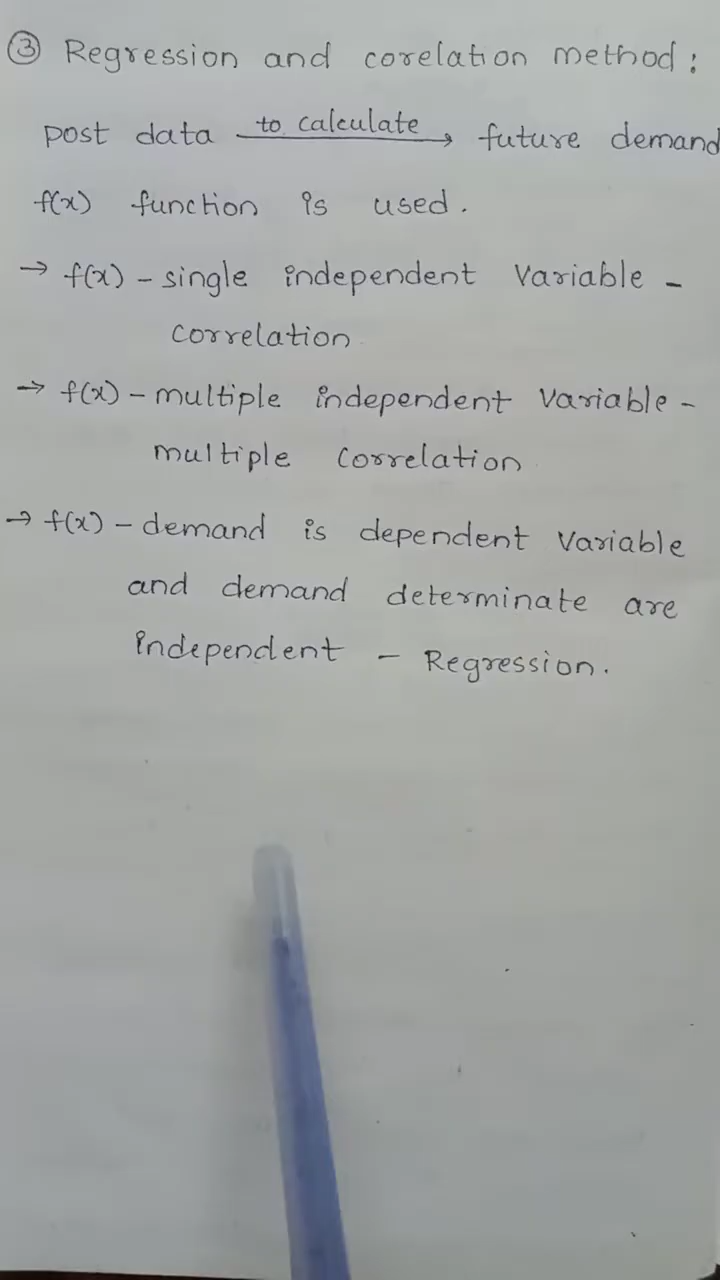 ③ Regression and corelation method:
post data to calculate → future demand
f(x) function is used.
→ f(x) - single independent variable -
correlation
→ f(x) - multiple independent variable -
multiple correlation
→ f(x) - demand is dependent variable
and demand determinate are
independent - Regression.